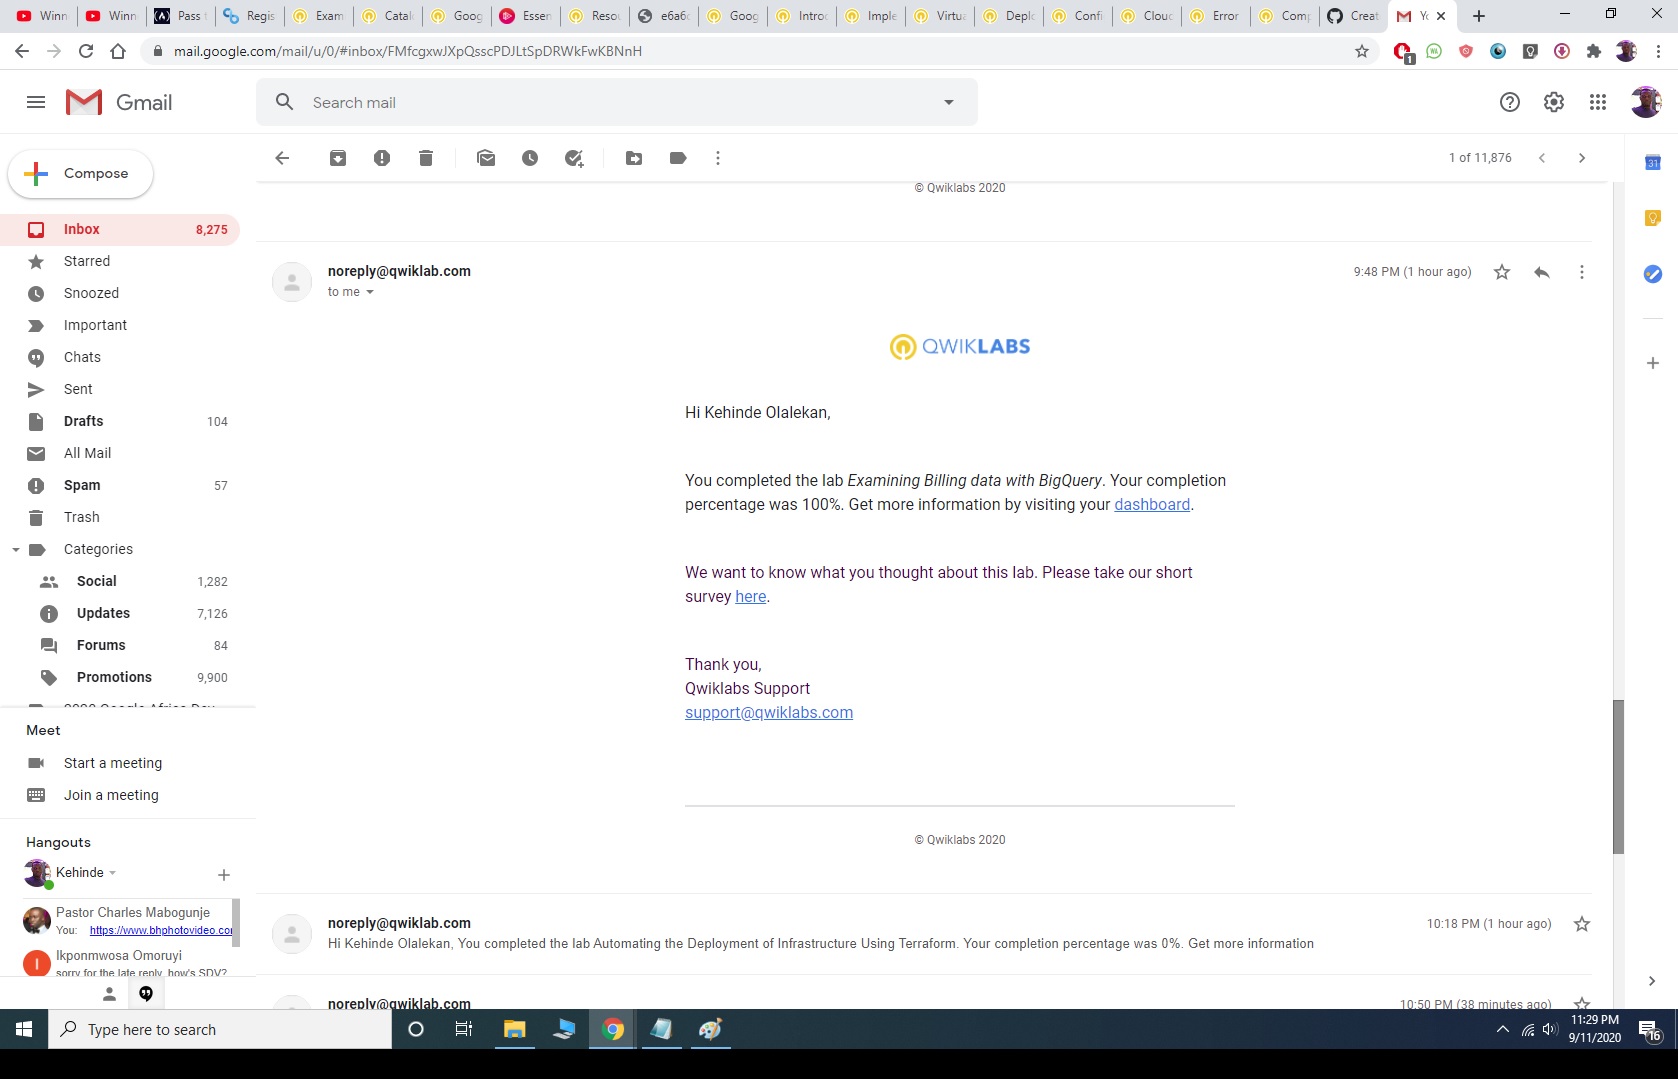 Winn
Winn
Pass t
Regis
Exam
Catal
Goog
Essen
Resou
e6a6c
Goog
Introd
Imple
Virtua
Deplo
Confi
Cloud
Error
Comp
Creat
mail.google.com/mail/u/0/#inbox/FMfcgxwJXpQsscPDJLtSpDRWkFwKBNnH
1
Gmail
Search mail
Compose
1 of 11,876
31
© Qwiklabs 2020
Inbox 8,275
Starred
Snoozed
Important
Chats
Sent
Drafts 104
All Mail
Spam 57
Trash
Categories
Social 1,282
Updates 7,126
Forums 84
Promotions 9,900
2020 Google Africa Dev
Meet
Start a meeting
Join a meeting
Hangouts
Kehinde
Pastor Charles Mabogunje
You: https://www.bhphotovideo.co
I
Ikponmwosa Omoruyi
sorry for the late reply, how's SDV?
noreply@qwiklab.com
9:48 PM (1 hour ago)
to me
QWIKLABS
Hi Kehinde Olalekan,
You completed the lab Examining Billing data with BigQuery. Your completion
percentage was 100%. Get more information by visiting your dashboard.
We want to know what you thought about this lab. Please take our short
survey here.
Thank you,
Qwiklabs Support
support@qwiklabs.com
© Qwiklabs 2020
noreply@qwiklab.com
10:18 PM (1 hour ago)
Hi Kehinde Olalekan, You completed the lab Automating the Deployment of Infrastructure Using Terraform. Your completion percentage was 0%. Get more information
noreply@qwiklab.com
10:50 PM (38 minutes ago)
Type here to search
11:29 PM
9/11/2020
16